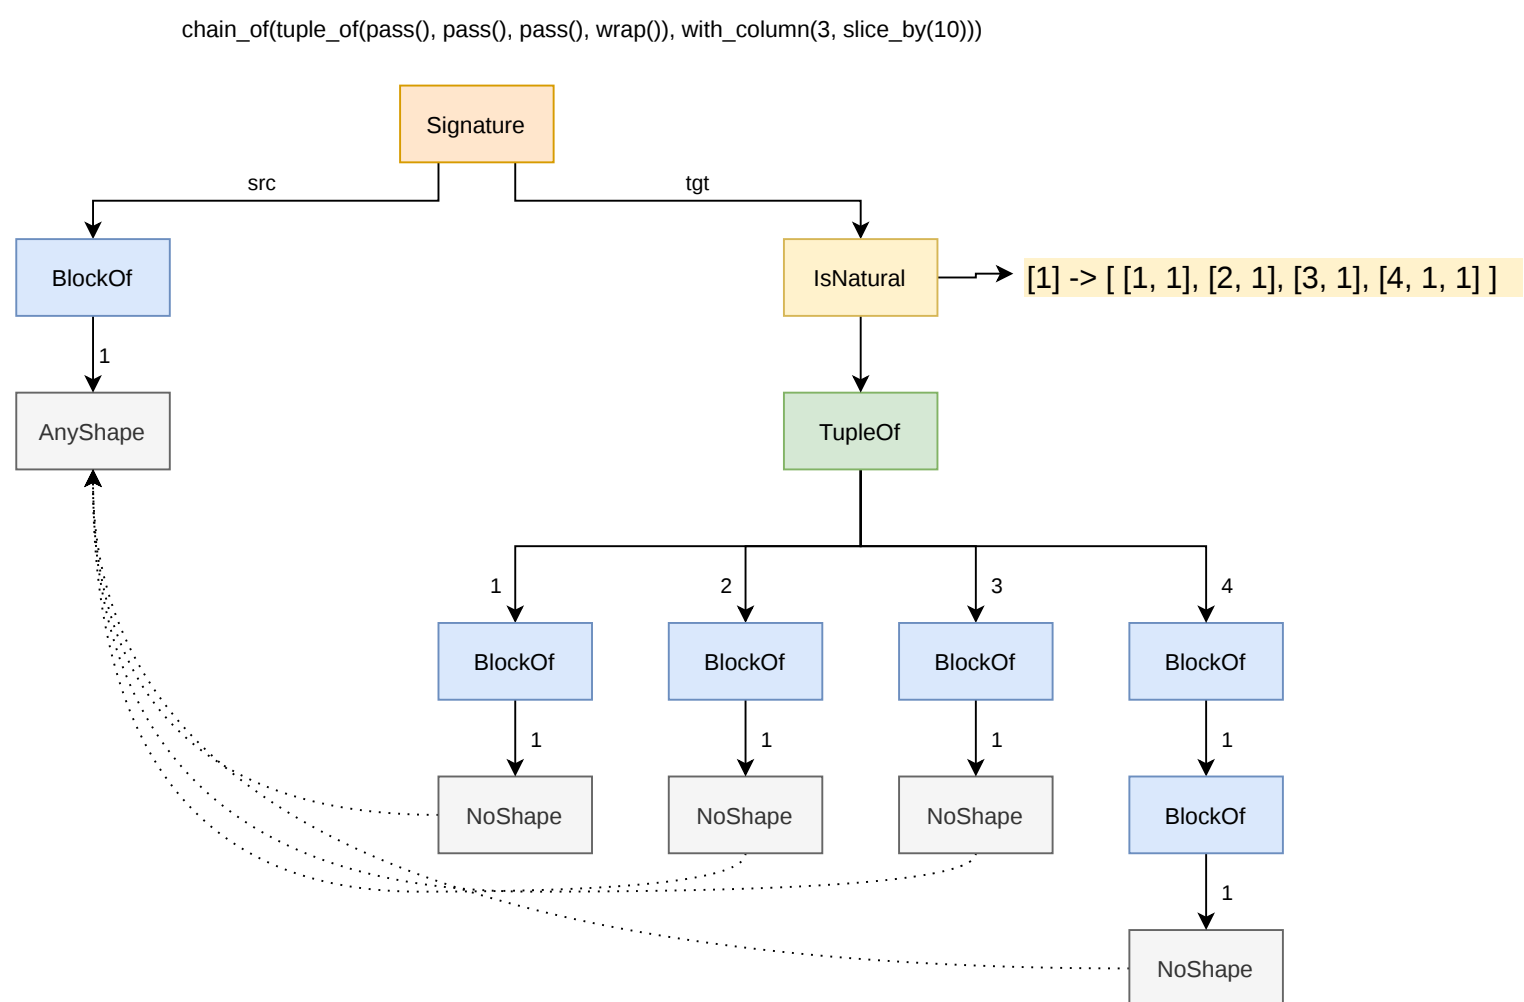 chain_of(tuple_of(pass(), pass(), pass(), wrap()), with_column(3, slice_by(10)))
Signature
src
tgt
BlockOf
IsNatural
[1] -> [ [1, 1], [2, 1], [3, 1], [4, 1, 1] ]
1
AnyShape
TupleOf
1
2
3
4
BlockOf
BlockOf
BlockOf
BlockOf
1
1
1
1
NoShape
NoShape
NoShape
BlockOf
1
NoShape